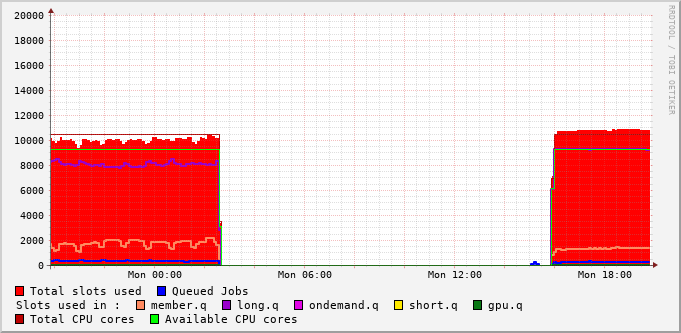 20000
18000
16000
14000
12000
10000
8000
6000
4000
2000
0
Mon 00:00 Mon 06:00 Mon 12:00 Mon 18:00
RRDTOOL / TOBI OETIKER
Total slots used Queued Jobs
Slots used in : member.q long.q ondemand.q short.q gpu.q
Total CPU cores Available CPU cores